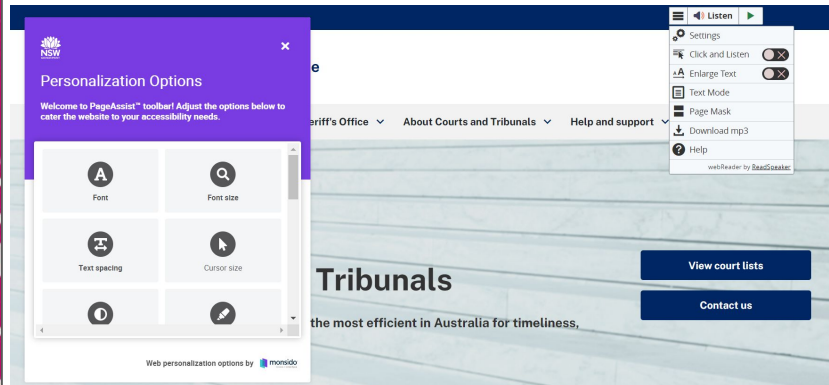 Listen
Settings
Click and Listen
Enlarge Text
Text Mode
Page Mask
Download mp3
Help
webReader by ReadSpeaker
NSW
Personalization Options
Welcome to PageAssist™ toolbar! Adjust the options below to
cater the website to your accessibility needs.
A
Font
Font size
Text spacing
Cursor size
Web personalization options by monsido
e
eriff's Office
About Courts and Tribunals
Help and support
Tribunals
the most efficient in Australia for timeliness,
View court lists
Contact us